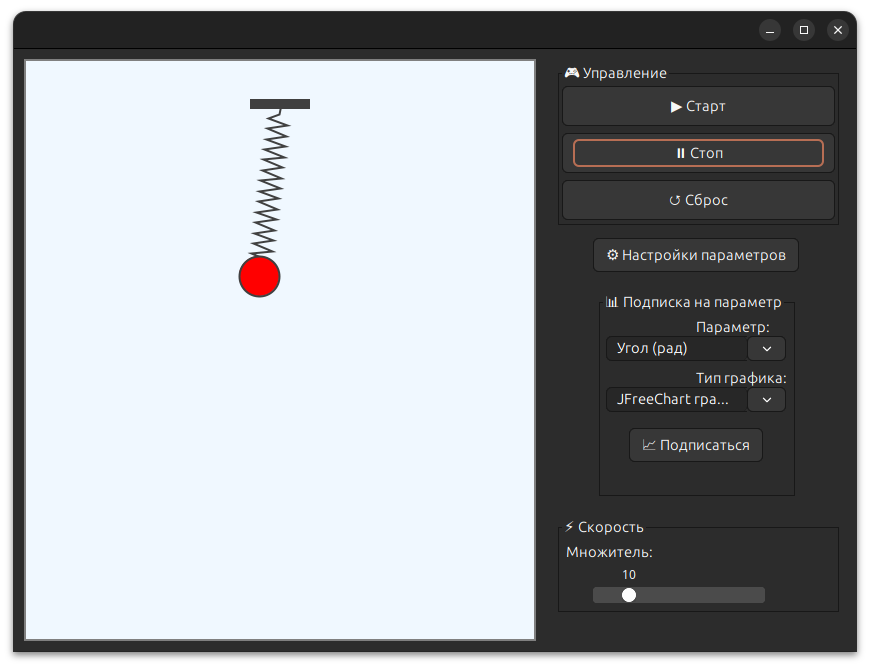 🎮 Управление
▶ Старт
⏸ Стоп
↺ Сброс
⚙ Настройки параметров
📊 Подписка на параметр
Параметр:
Угол (рад)
Тип графика:
JFreeChart гра...
📈 Подписаться
⚡ Скорость
Множитель:
10